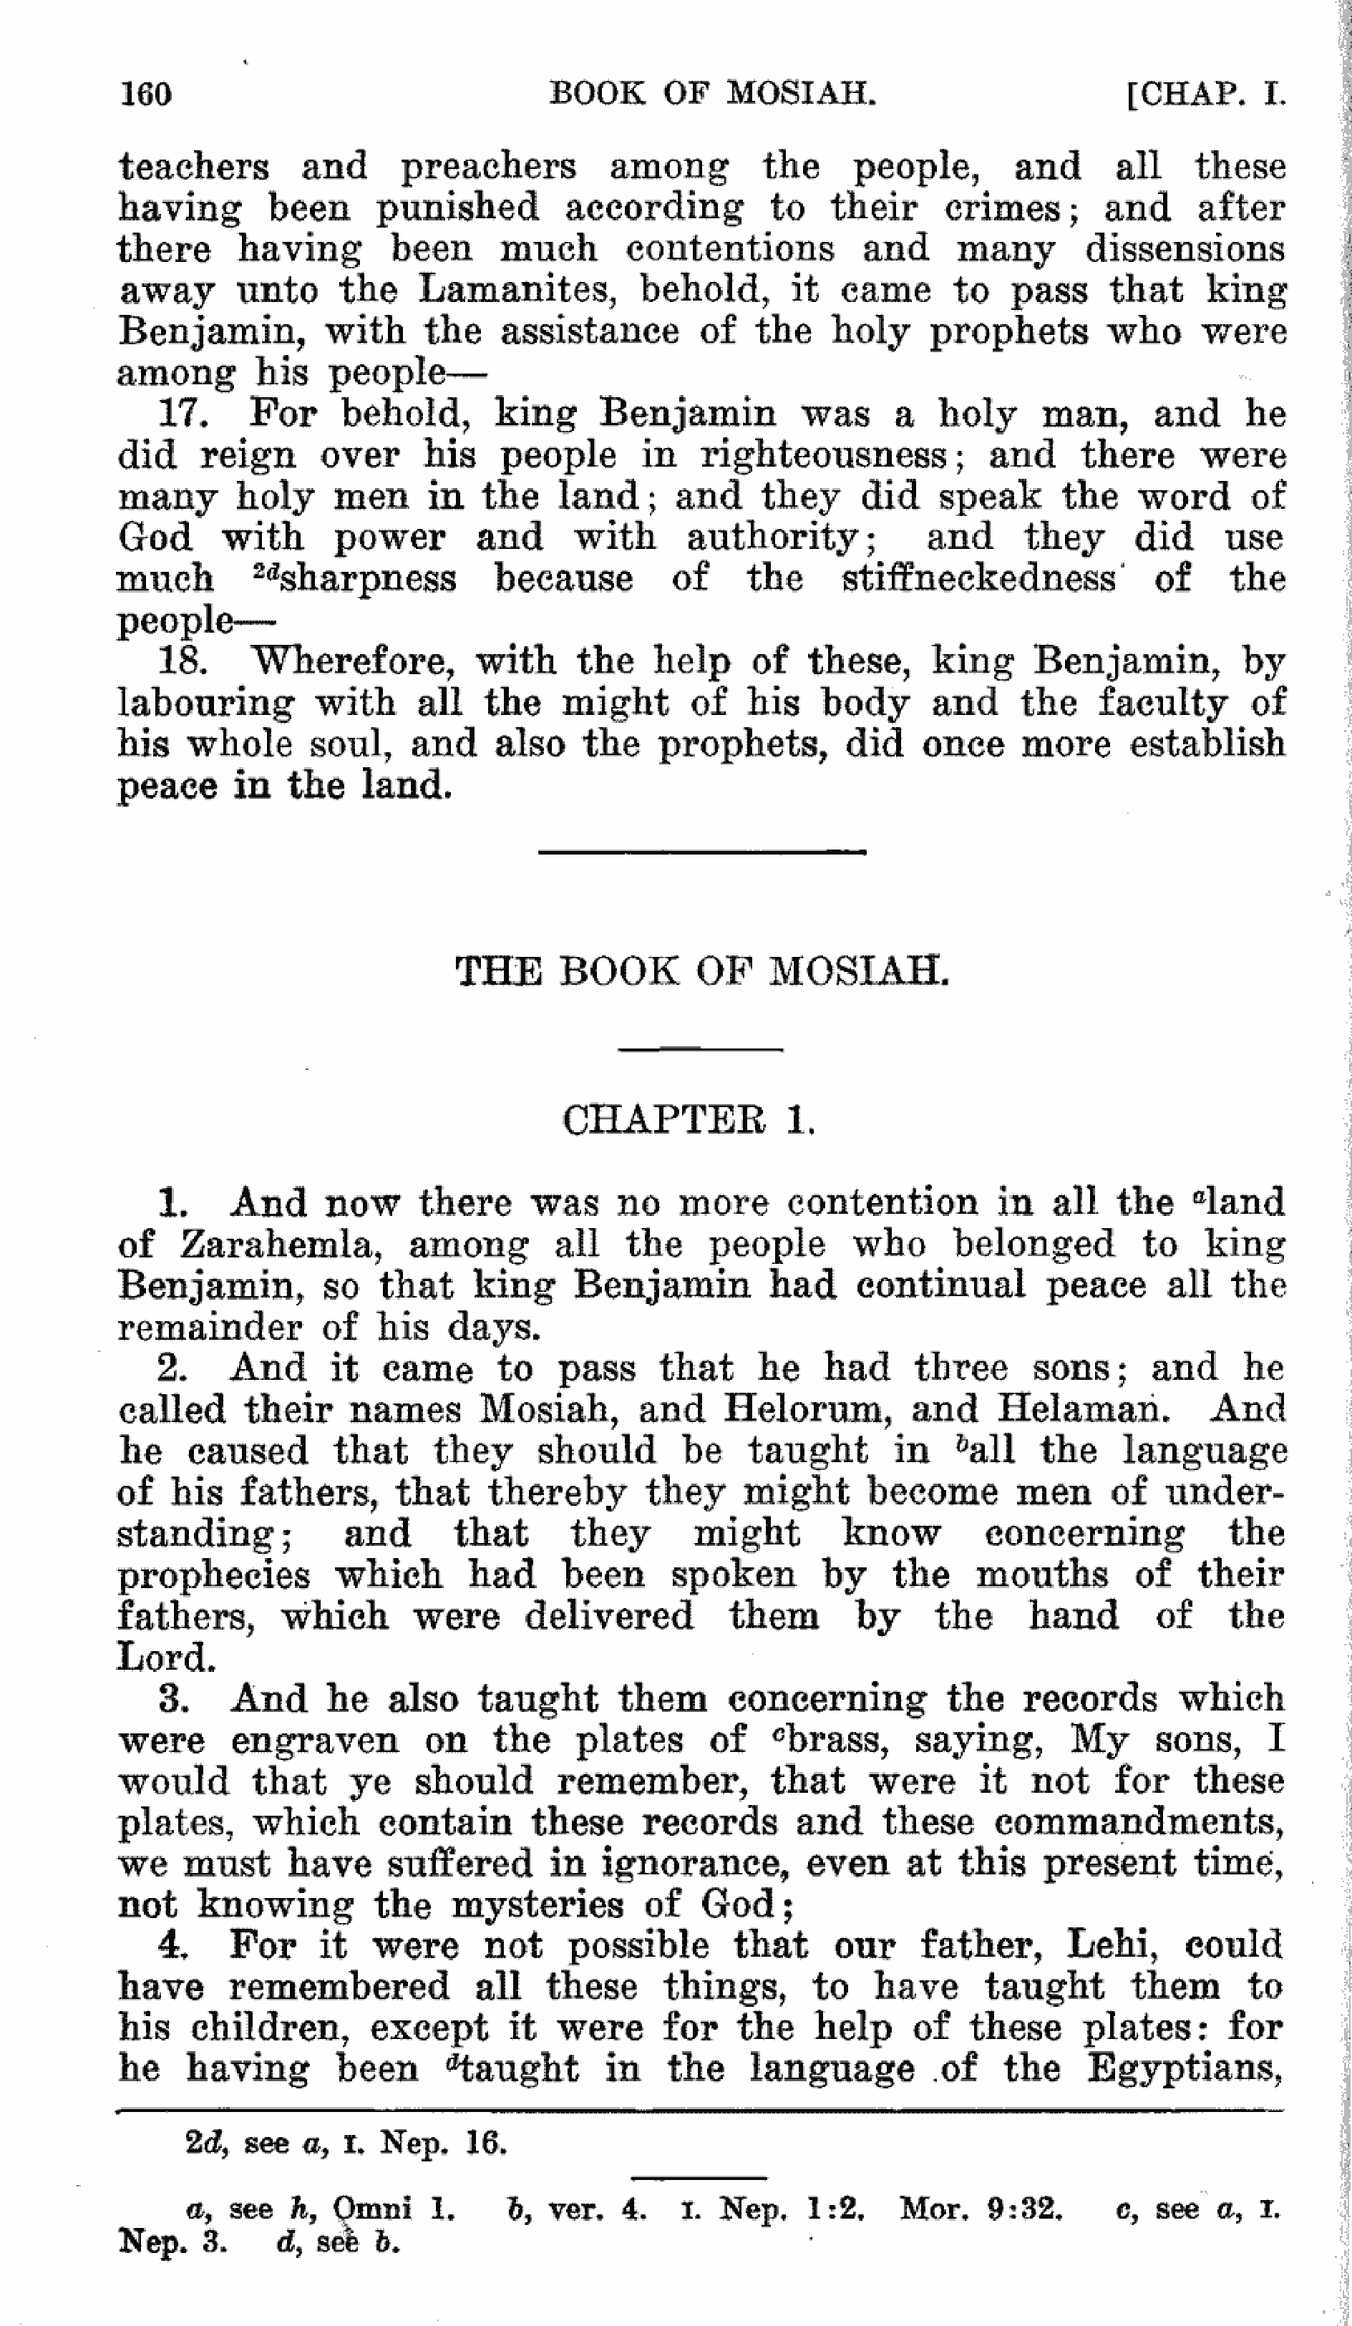 160 BOOK OF MOSIAH. [CHAP. I.
teachers and preachers among the people, and all these
having been punished according to their crimes; and after
there having been much contentions and many dissensions
away unto the Lamanites, behold, it came to pass that king
Benjamin, with the assistance of the holy prophets who were
among his people—
17. For behold, king Benjamin was a holy man, and he
did reign over his people in righteousness; and there were
many holy men in the land; and they did speak the word of
God with power and with authority; and they did use
much 2dsharpness because of the stiffneckedness of the
people—
18. Wherefore, with the help of these, king Benjamin, by
labouring with all the might of his body and the faculty of
his whole soul, and also the prophets, did once more establish
peace in the land.
THE BOOK OF MOSIAH.
CHAPTER 1.
1. And now there was no more contention in all the aland
of Zarahemla, among all the people who belonged to king
Benjamin, so that king Benjamin had continual peace all the
remainder of his days.
2. And it came to pass that he had three sons; and he
called their names Mosiah, and Helorum, and Helaman. And
he caused that they should be taught in ball the language
of his fathers, that thereby they might become men of under-
standing; and that they might know concerning the
prophecies which had been spoken by the mouths of their
fathers, which were delivered them by the hand of the
Lord.
3. And he also taught them concerning the records which
were engraven on the plates of cbrass, saying, My sons, I
would that ye should remember, that were it not for these
plates, which contain these records and these commandments,
we must have suffered in ignorance, even at this present time,
not knowing the mysteries of God;
4. For it were not possible that our father, Lehi, could
have remembered all these things, to have taught them to
his children, except it were for the help of these plates: for
he having been dtaught in the language of the Egyptians,
2d, see a, I. Nep. 16.
a, see h, Omni 1. b, ver. 4. I. Nep. 1:2. Mor. 9:32. c, see a, I.
Nep. 3. d, see b.